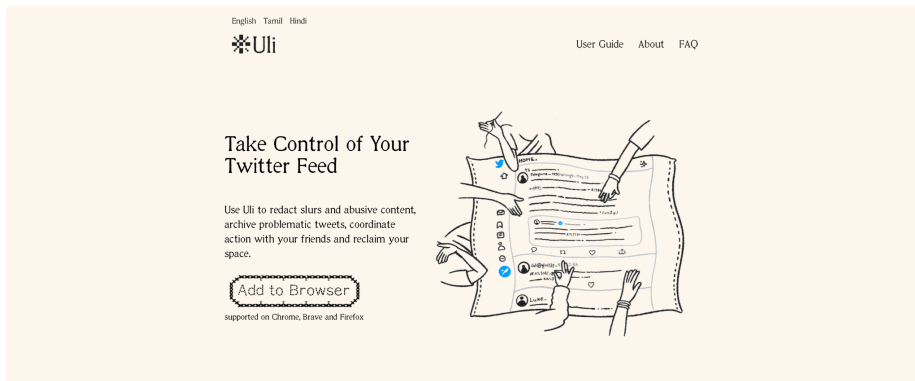 English Tamil Hindi
Uli
User Guide About FAQ
Take Control of Your
Twitter Feed
Use Uli to redact slurs and abusive content,
archive problematic tweets, coordinate
action with your friends and reclaim your
space.
Add to Browser
supported on Chrome, Brave and Firefox
HOME